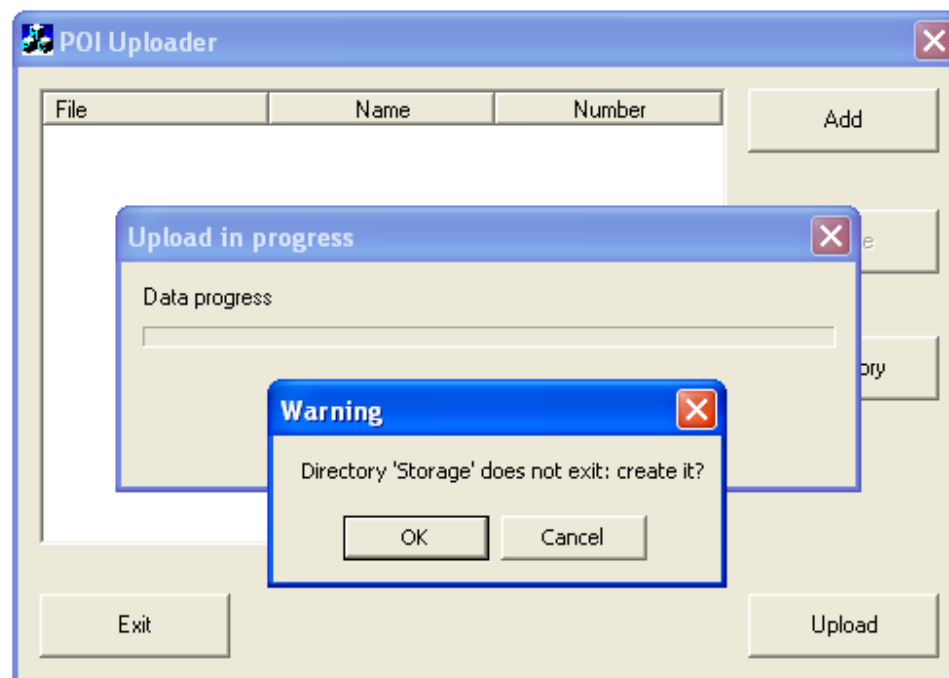 POI Uploader
File Name Number
Add
Upload in progress
e
Data progress
ory
Warning
Directory 'Storage' does not exit: create it?
OK Cancel
Exit Upload